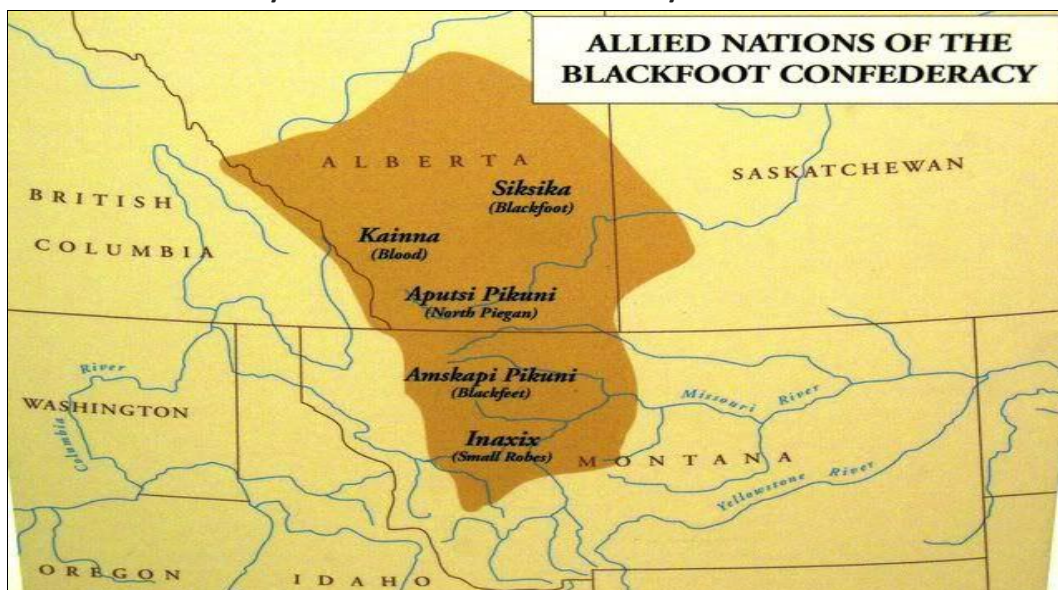 ALLIED NATIONS OF THE
BLACKFOOT CONFEDERACY
ALBERTA
SASKATCHEWAN
Siksika
(Blackfoot)
BRITISH
COLUMBIA
Kainna
(Blood)
Aputsi Pikuni
(North Piegan)
River
Columbia
WASHINGTON
Amskapi Pikuni
(Blackfeet)
Missouri River
Inaxix
(Small Robes)
MONTANA
Yellowstone River
OREGON
IDAHO